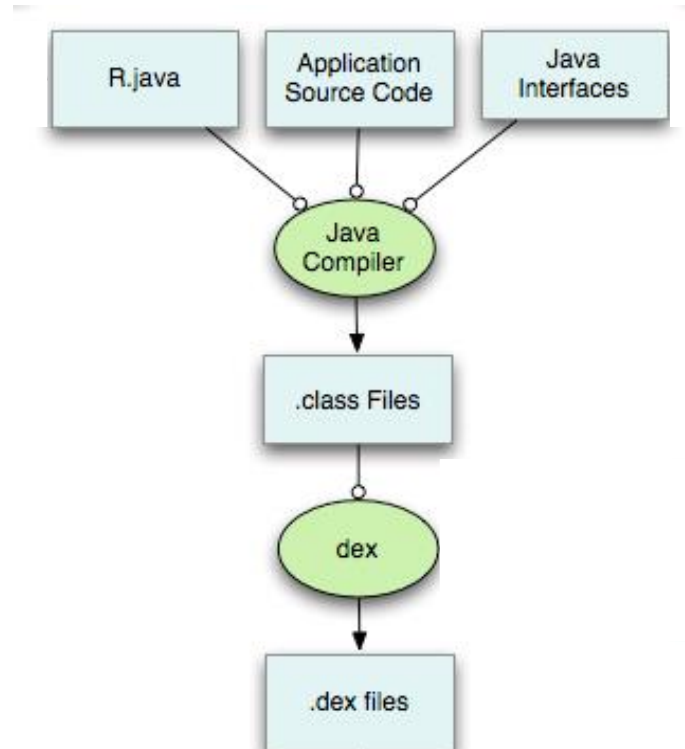 R.java
Application
Source Code
Java
Interfaces
Java
Compiler
.class Files
dex
.dex files